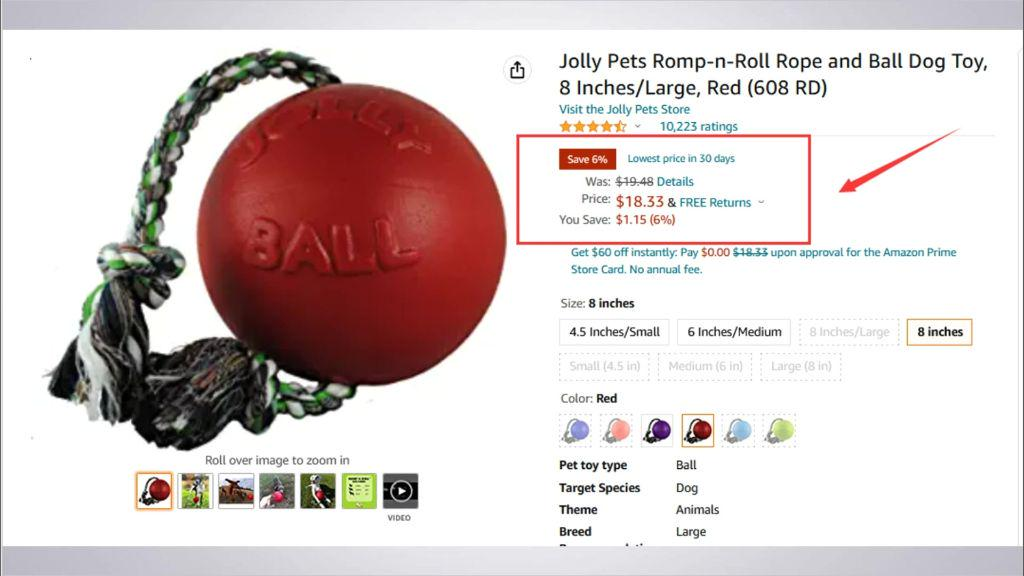 JOLLY
BALL
Roll over image to zoom in
VIDEO
Jolly Pets Romp-n-Roll Rope and Ball Dog Toy,
8 Inches/Large, Red (608 RD)
Visit the Jolly Pets Store
10,223 ratings
Save 6% Lowest price in 30 days
Was: $19.48 Details
Price: $18.33 & FREE Returns
You Save: $1.15 (6%)
Get $60 off instantly: Pay $0.00 $18.33 upon approval for the Amazon Prime
Store Card. No annual fee.
Size: 8 inches
4.5 Inches/Small 6 Inches/Medium 8 Inches/Large 8 inches
Small (4.5 in) Medium (6 in) Large (8 in)
Color: Red
Pet toy type Ball
Target Species Dog
Theme Animals
Breed Large